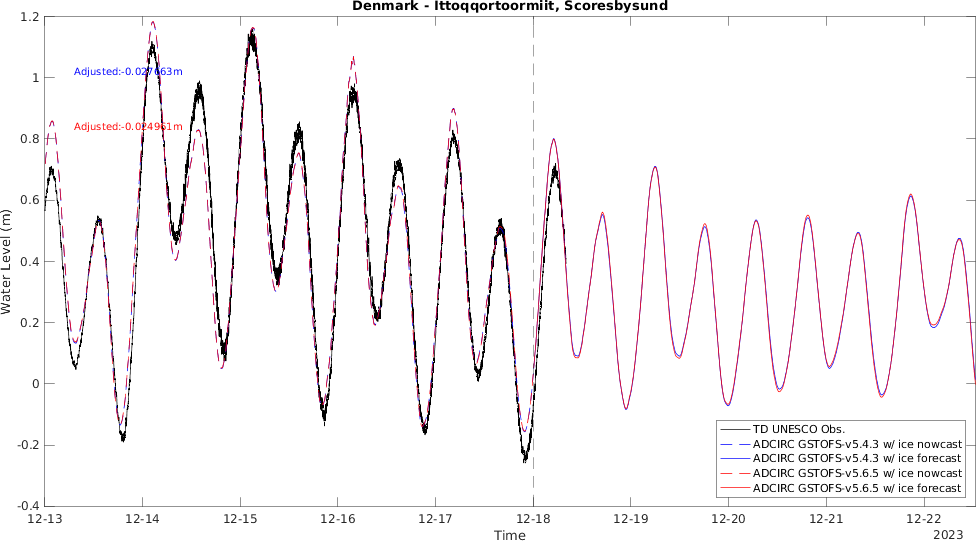 Denmark - Ittoqqortoormiit, Scoresbysund
1.2
1
0.8
0.6
0.4
0.2
0
-0.2
-0.4
Water Level (m)
Adjusted:-0.027663m
Adjusted:-0.024961m
TD UNESCO Obs.
ADCIRC GSTOFS-v5.4.3 w/ ice nowcast
ADCIRC GSTOFS-v5.4.3 w/ ice forecast
ADCIRC GSTOFS-v5.6.5 w/ ice nowcast
ADCIRC GSTOFS-v5.6.5 w/ ice forecast
12-13 12-14 12-15 12-16 12-17 12-18 12-19 12-20 12-21 12-22
Time
2023